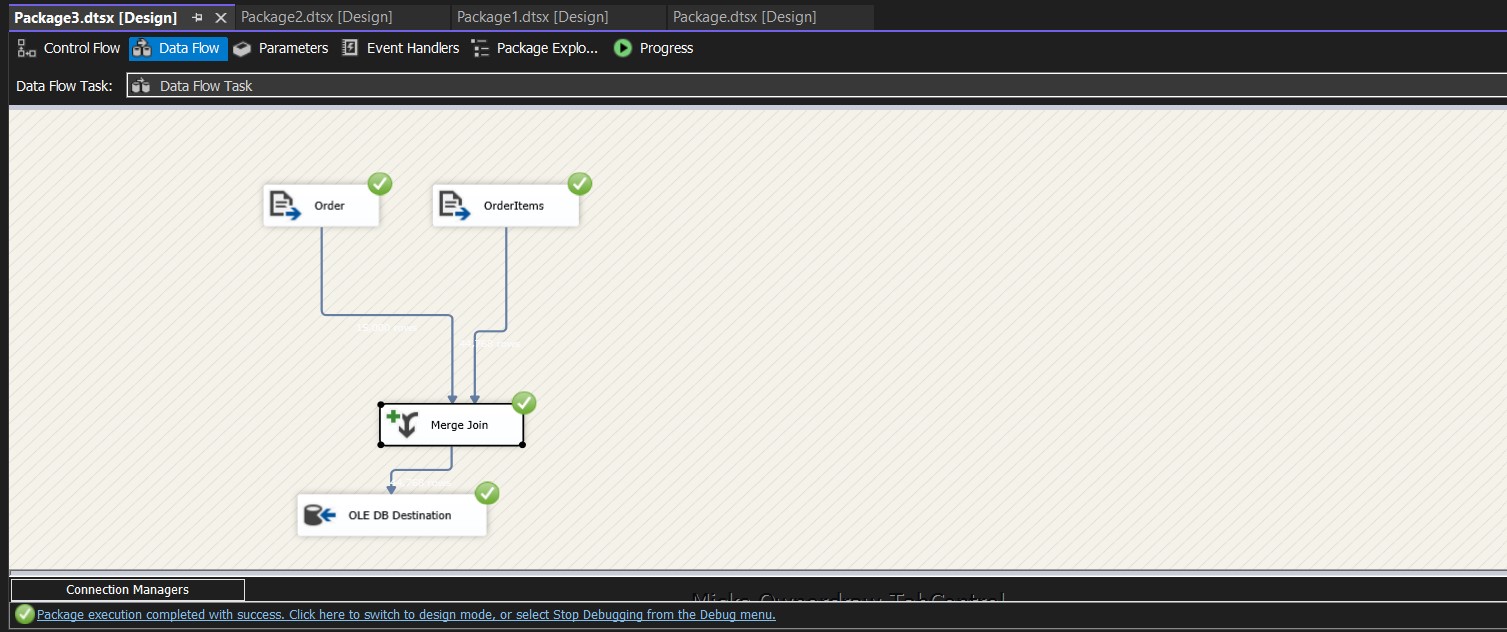 Package3.dtsx [Design] Package2.dtsx [Design] Package1.dtsx [Design] Package.dtsx [Design]
Control Flow Data Flow Parameters Event Handlers Package Explo... Progress
Data Flow Task: Data Flow Task
Order OrderItems
15,000 rows
rows
Merge Join
rows
OLE DB Destination
Connection Managers
Package execution completed with success. Click here to switch to design mode, or select Stop Debugging from the Debug menu.